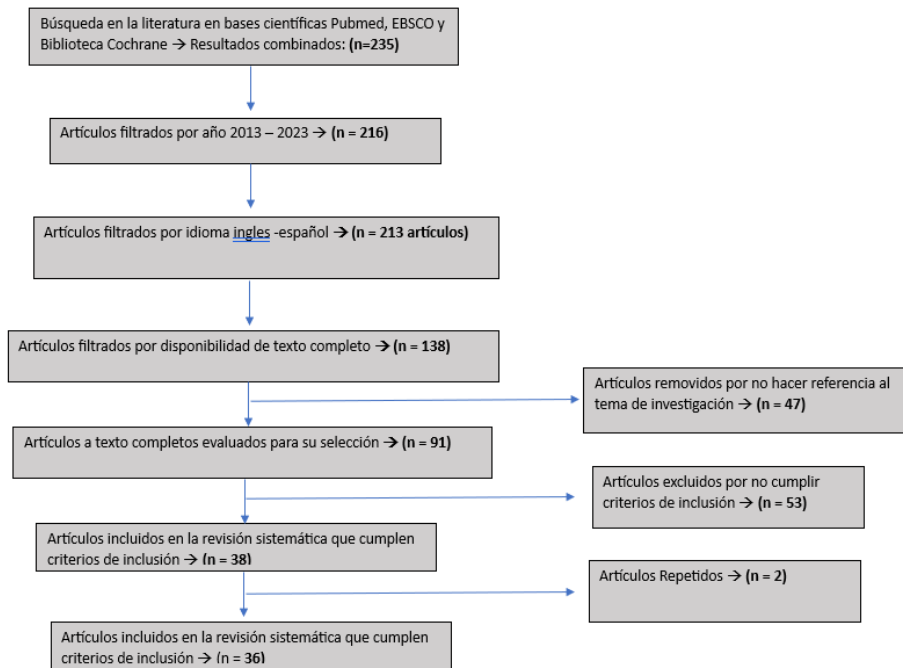 Búsqueda en la literatura en bases científicas Pubmed, EBSCO y
Biblioteca Cochrane → Resultados combinados: (n=235)
Artículos filtrados por año 2013 – 2023 → (n = 216)
Artículos filtrados por idioma ingles -español → (n = 213 artículos)
Artículos filtrados por disponibilidad de texto completo → (n = 138)
Artículos removidos por no hacer referencia al
tema de investigación → (n = 47)
Artículos a texto completos evaluados para su selección → (n = 91)
Artículos excluidos por no cumplir
criterios de inclusión → (n = 53)
Artículos incluidos en la revisión sistemática que cumplen
criterios de inclusión → (n = 38)
Artículos Repetidos → (n = 2)
Artículos incluidos en la revisión sistemática que cumplen
criterios de inclusión → (n = 36)